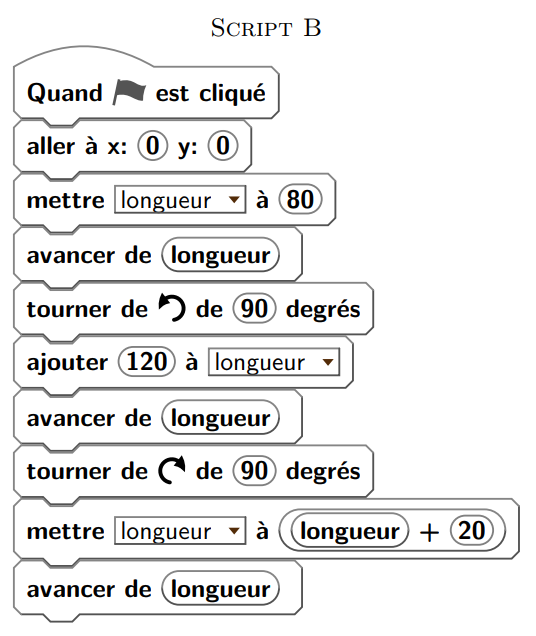 Script B
Quand est cliqué
aller à x: 0 y: 0
mettre longueur à 80
avancer de longueur
tourner de de 90 degrés
ajouter 120 à longueur
avancer de longueur
tourner de de 90 degrés
mettre longueur à longueur + 20
avancer de longueur